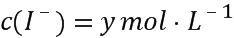 c(I⁻) = y mol · L⁻¹